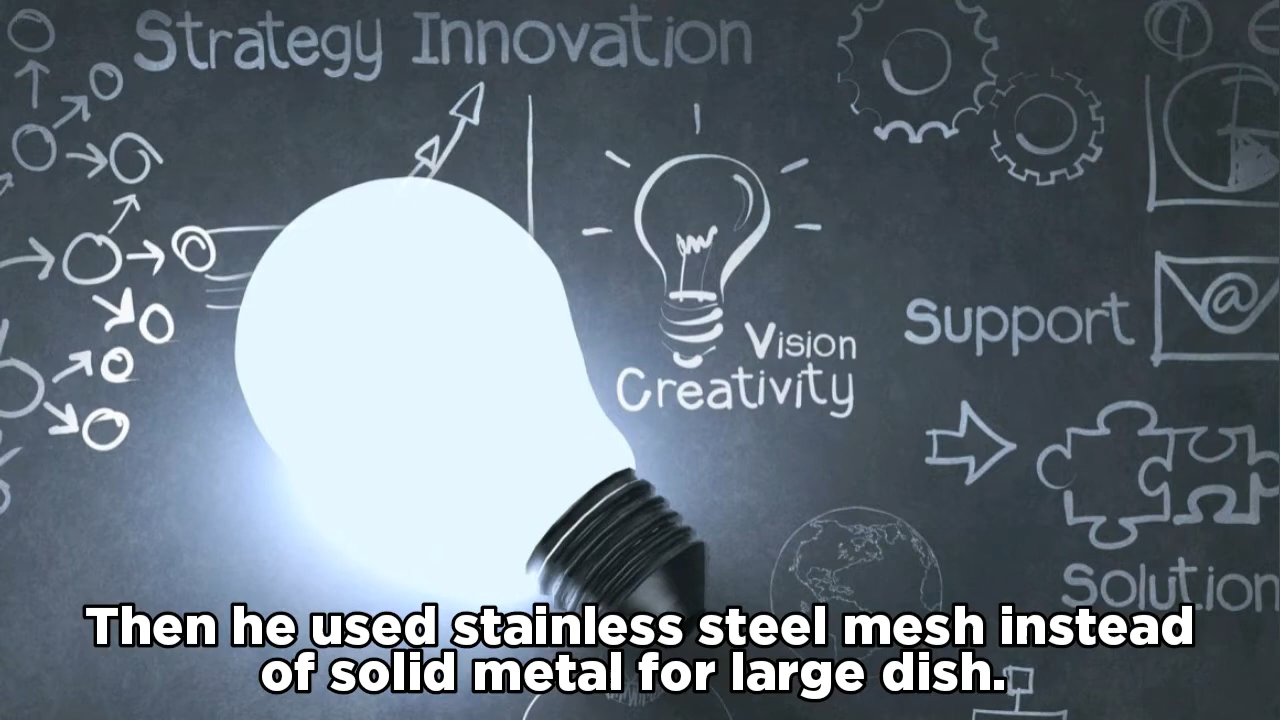 Strategy Innovation
Vision
Creativity
Support
@
Solution
Then he used stainless steel mesh instead
of solid metal for large dish.